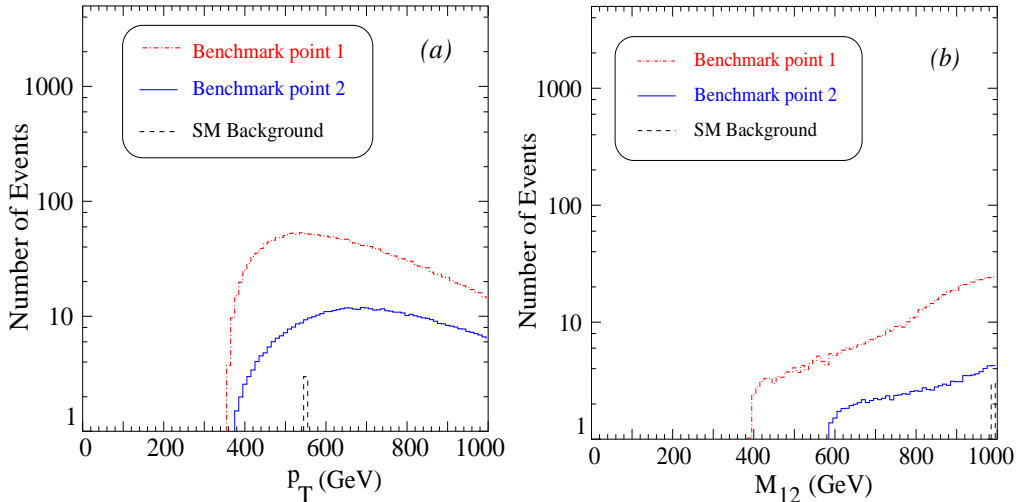 (a)
Benchmark point 1
Benchmark point 2
SM Background
1000
100
10
1
Number of Events
0 200 400 600 800 1000
p_T (GeV)
(b)
Benchmark point 1
Benchmark point 2
SM Background
1000
100
10
1
Number of Events
0 200 400 600 800 1000
M_12 (GeV)